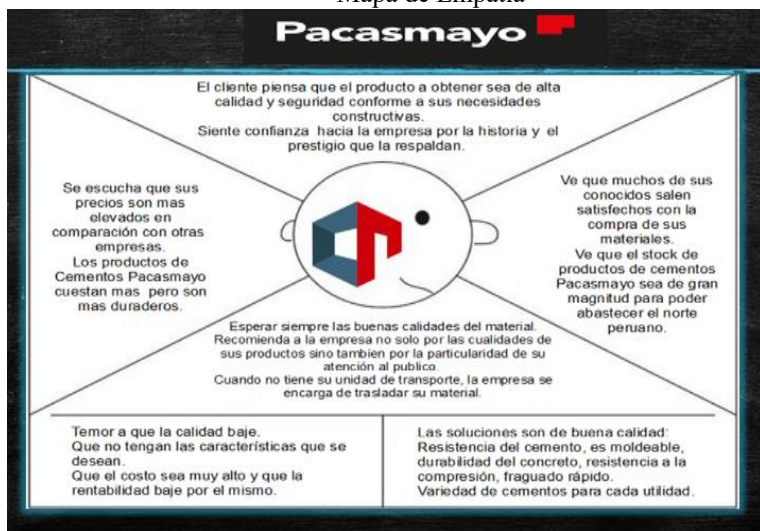 Mapa de Empatía
Pacasmayo
El cliente piensa que el producto a obtener sea de alta
calidad y seguridad conforme a sus necesidades
constructivas.
Siente confianza hacia la empresa por la historia y el
prestigio que la respaldan.
Se escucha que sus
precios son mas
elevados en
comparación con otras
empresas.
Los productos de
Cementos Pacasmayo
cuestan mas pero son
mas duraderos.
Ve que muchos de sus
conocidos salen
satisfechos con la
compra de sus
materiales.
Ve que el stock de
productos de cementos
Pacasmayo sea de gran
magnitud para poder
abastecer el norte
peruano.
Esperar siempre las buenas calidades del material.
Recomienda a la empresa no solo por las cualidades de
sus productos sino tambien por la particularidad de su
atención al publico.
Cuando no tiene su unidad de transporte, la empresa se
encarga de trasladar su material.
Temor a que la calidad baje.
Que no tengan las características que se
desean.
Que el costo sea muy alto y que la
rentabilidad baje por el mismo.
Las soluciones son de buena calidad:
Resistencia del cemento, es moldeable,
durabilidad del concreto, resistencia a la
compresión, fraguado rápido.
Variedad de cementos para cada utilidad.